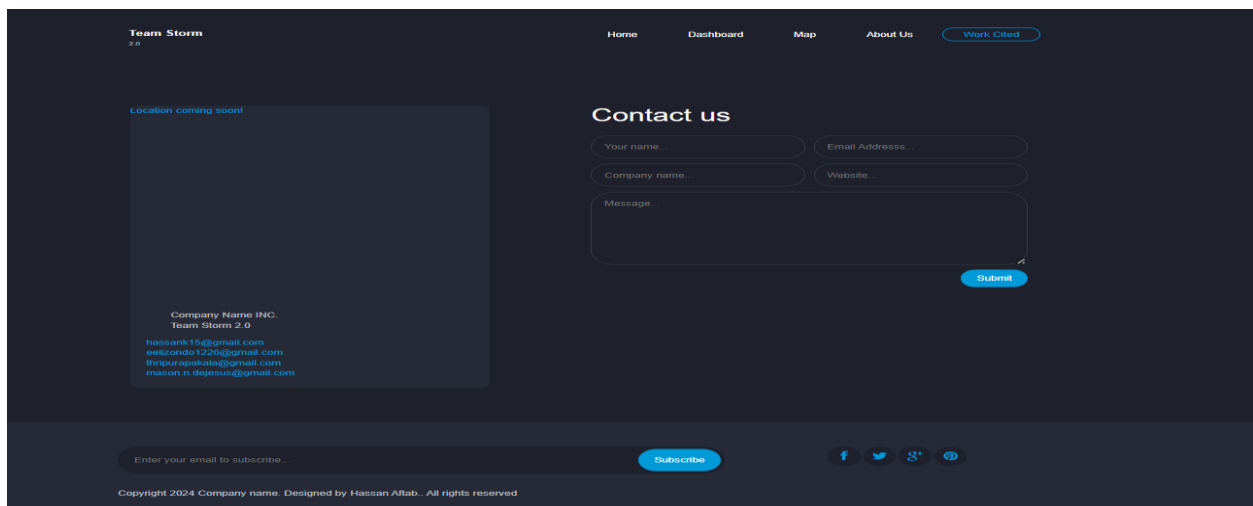 Team Storm
2.0
Home Dashboard Map About Us Work Cited
Location coming soon!
Company Name INC.
Team Storm 2.0
hassank15@gmail.com
eelizondo1226@gmail.com
thripurapakala@gmail.com
mason.n.dejesus@gmail.com
Contact us
Your name...
Email Addresss...
Company name...
Website...
Message...
Submit
Enter your email to subscribe...
Subscribe
Copyright 2024 Company name. Designed by Hassan Aftab.. All rights reserved